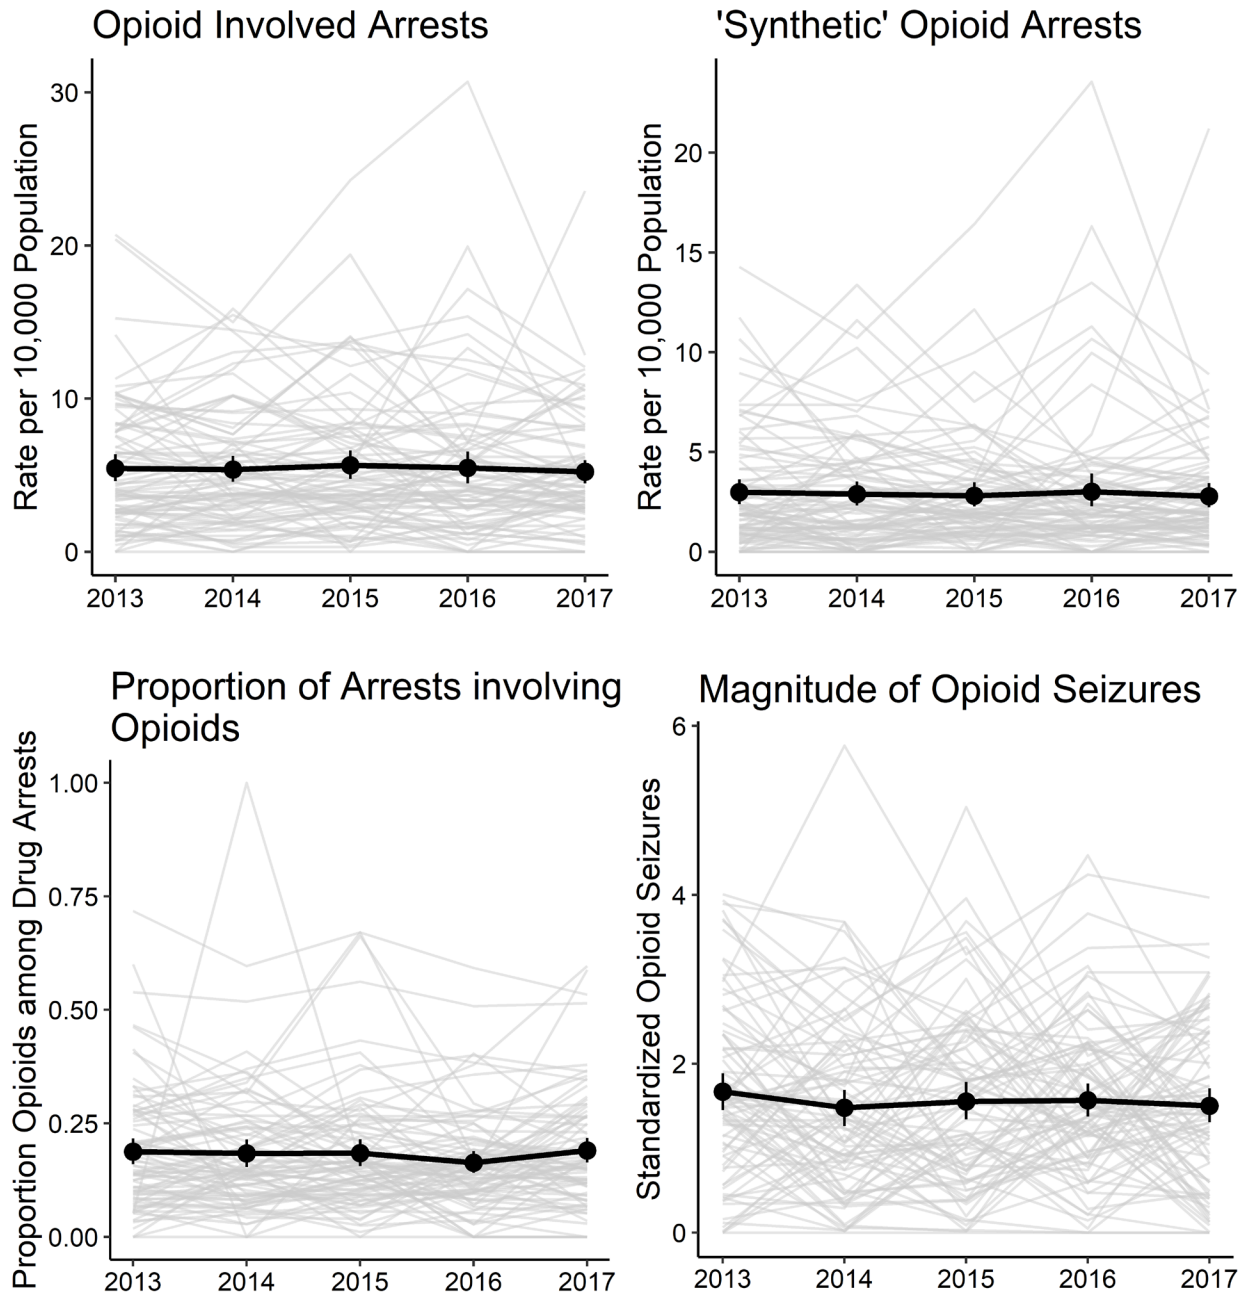 Opioid Involved Arrests
Rate per 10,000 Population
30
20
10
0
2013 2014 2015 2016 2017
'Synthetic' Opioid Arrests
Rate per 10,000 Population
20
15
10
5
0
2013 2014 2015 2016 2017
Proportion of Arrests involving
Opioids
Proportion Opioids among Drug Arrests
1.00
0.75
0.50
0.25
0.00
2013 2014 2015 2016 2017
Magnitude of Opioid Seizures
Standardized Opioid Seizures
6
4
2
0
2013 2014 2015 2016 2017